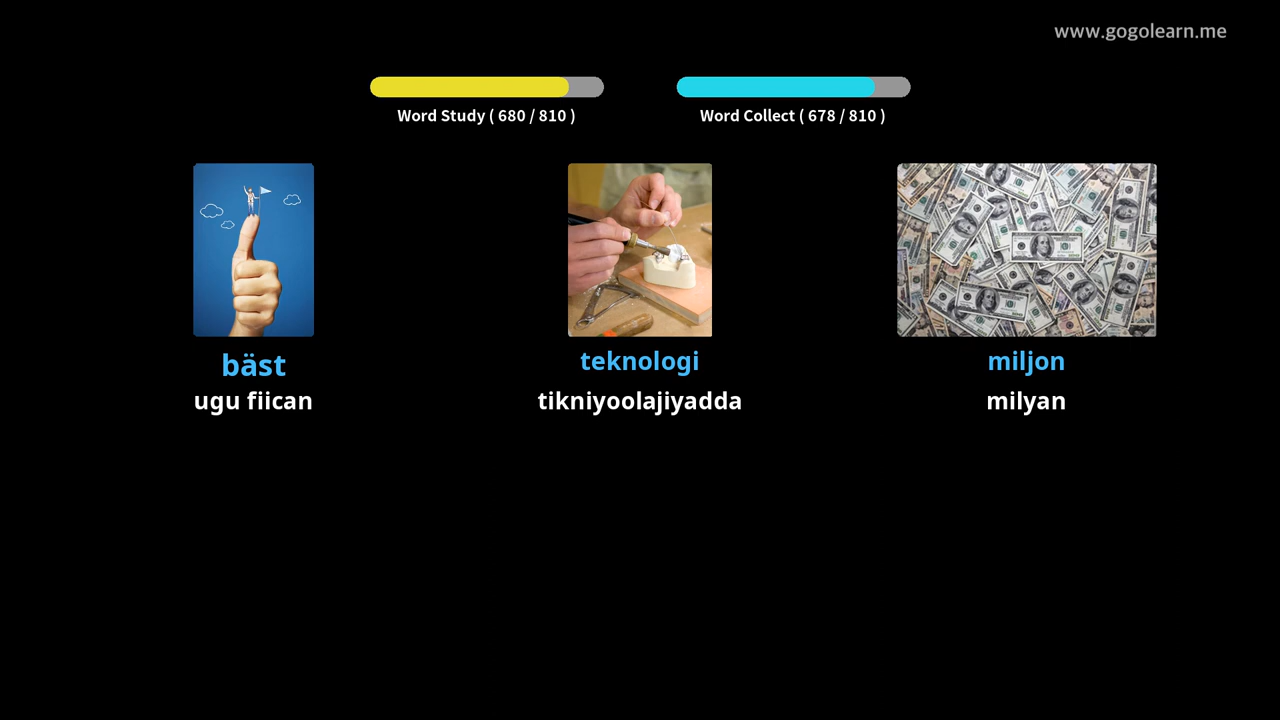 www.gogolearn.me
Word Study ( 680 / 810 )
Word Collect ( 678 / 810 )
bäst
teknologi
miljon
ugu fiican
tikniyoolajiyadda
milyan